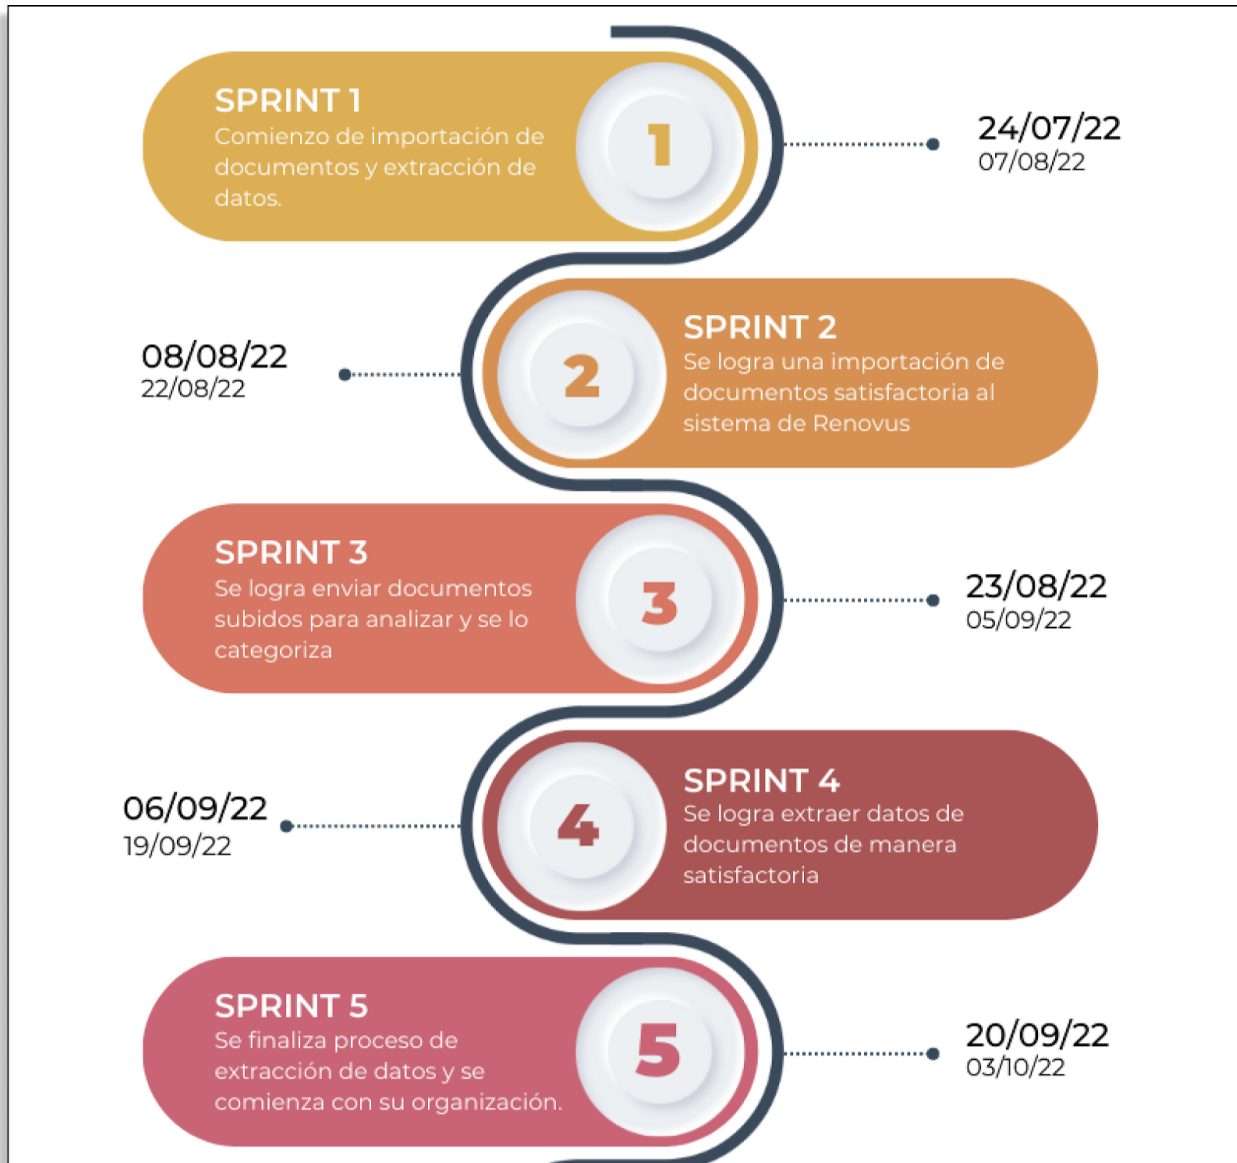 SPRINT 1
Comienzo de importación de
documentos y extracción de
datos.
1
24/07/22
07/08/22
08/08/22
22/08/22
2
SPRINT 2
Se logra una importación de
documentos satisfactoria al
sistema de Renovus
SPRINT 3
Se logra enviar documentos
subidos para analizar y se lo
categoriza
3
23/08/22
05/09/22
06/09/22
19/09/22
4
SPRINT 4
Se logra extraer datos de
documentos de manera
satisfactoria
SPRINT 5
Se finaliza proceso de
extracción de datos y se
comienza con su organización.
5
20/09/22
03/10/22